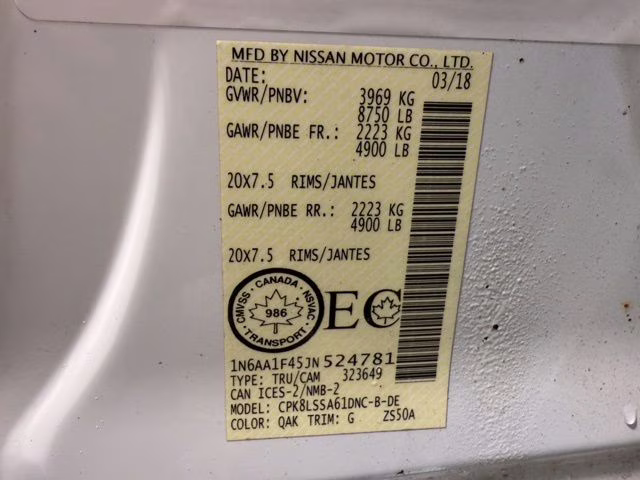 MFD BY NISSAN MOTOR CO., LTD.
DATE: 03/18
GVWR/PNBV: 3969 KG
8750 LB
GAWR/PNBE FR.: 2223 KG
4900 LB
20X7.5 RIMS/JANTES
GAWR/PNBE RR.: 2223 KG
4900 LB
20X7.5 RIMS/JANTES
CMVSS · CANADA · NSVAC · TRANSPORT ·
986
EC
1N6AA1F45JN524781
TYPE: TRU/CAM 323649
CAN ICES-2/NMB-2
MODEL: CPK8LSSA61DNC-B-DE
COLOR: QAK TRIM: G ZS50A